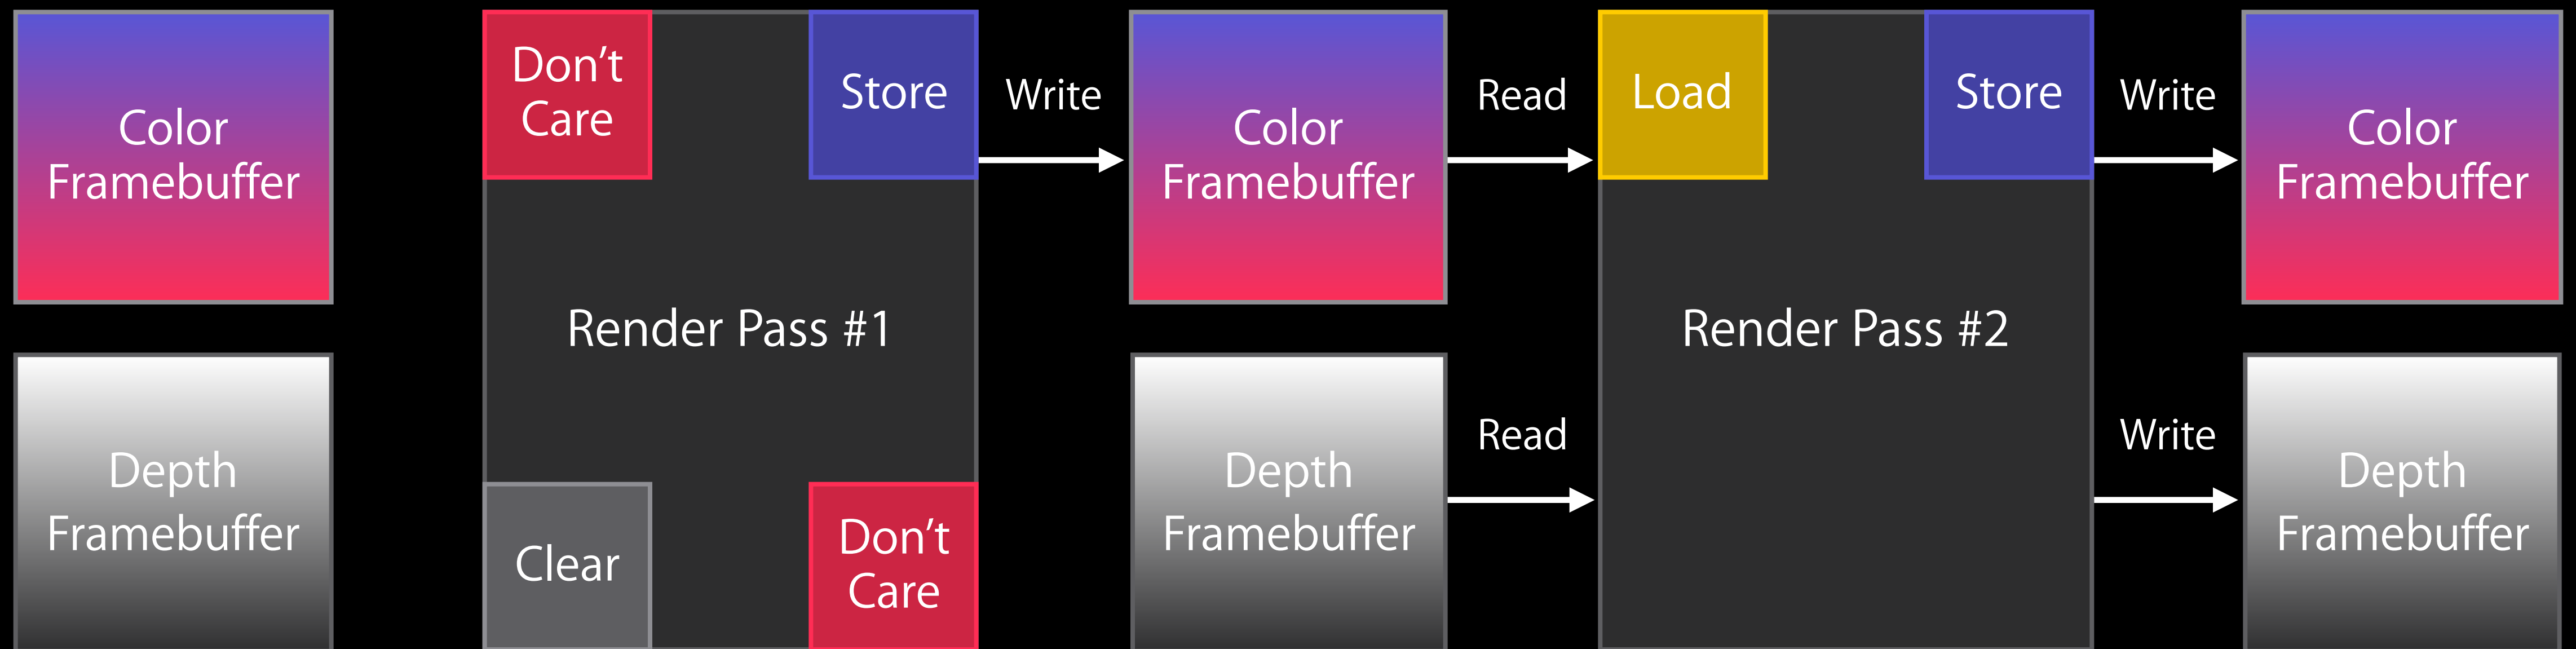 Color
Framebuffer
Depth
Framebuffer
Don’t
Care
Store
Render Pass #1
Clear
Don’t
Care
Write
Color
Framebuffer
Depth
Framebuffer
Read
Read
Load
Store
Render Pass #2
Write
Write
Color
Framebuffer
Depth
Framebuffer